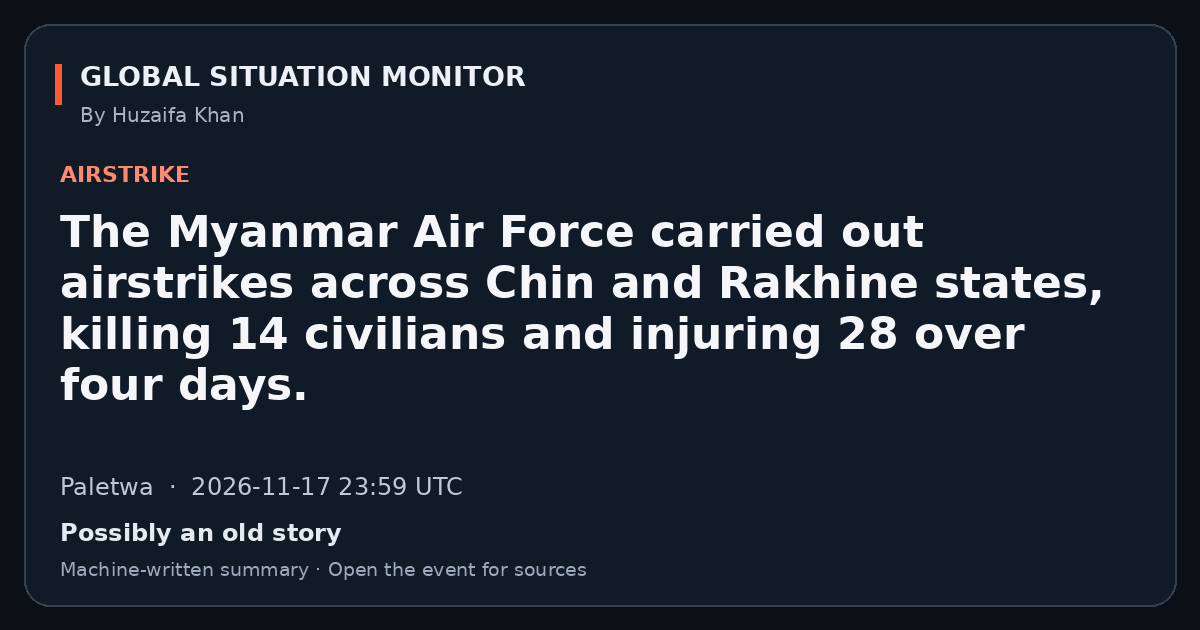 GLOBAL SITUATION MONITOR
By Huzaifa Khan
AIRSTRIKE
The Myanmar Air Force carried out
airstrikes across Chin and Rakhine states,
killing 14 civilians and injuring 28 over
four days.
Paletwa · 2026-11-17 23:59 UTC
Possibly an old story
Machine-written summary · Open the event for sources